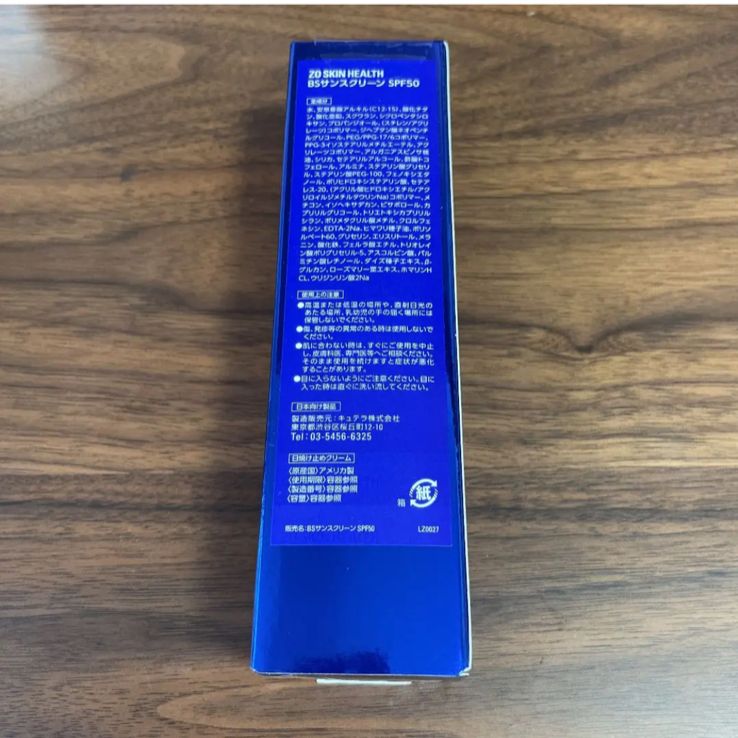 ZO SKIN HEALTH
BSサンスクリーン SPF50
全成分
水、安息香酸アルキル(C12-15)、酸化チタ
ン、酸化亜鉛、スクワラン、シクロペンタシロ
キサン、プロパンジオール、(スチレン/アクリ
レーツ)コポリマー、ジヘプタン酸ネオペンチ
ルグリコール、PEG/PPG-17/6コポリマー、
PPG-3イソステアリルメチルエーテル、アク
リレーツコポリマー、アルガニアスピノサ核
油、シリカ、セテアリルアルコール、酢酸トコ
フェロール、アルミナ、ステアリン酸グリセリ
ル、ステアリン酸PEG-100、フェノキシエタ
ノール、ポリヒドロキシステアリン酸、セテア
レス-20、(アクリル酸ヒドロキシエチル/アク
リロイルジメチルタウリンNa)コポリマー、メ
チコン、イソヘキサデカン、ビサボロール、カ
プリリルグリコール、トリエトキシカプリリル
シラン、ポリメタクリル酸メチル、クロルフェ
ネシン、EDTA-2Na、ヒマワリ種子油、ポリソ
ルベート60、グリセリン、エリスリトール、メラ
ニン、酸化鉄、フェルラ酸エチル、トリオレイ
ン酸ポリグリセリル-5、アスコルビン酸、パル
ミチン酸レチノール、ダイズ種子エキス、β-
グルカン、ローズマリー葉エキス、ホマリンH
CL、ウリジンリン酸2Na
使用上の注意
●高温または低温の場所や、直射日光の
あたる場所、乳幼児の手の届く場所には
保管しないでください。
●傷、発疹等の異常のある時は使用しないで
ください。
●肌に合わない時は、すぐにご使用を中止
し、皮膚科医、専門医等へご相談ください。
そのまま使用を続けますと症状が悪化
することがあります。
●目に入らないようにご注意ください。目に
入った時は直ぐに洗い流してください。
日本向け製品
製造販売元：キュテラ株式会社
東京都渋谷区桜丘町12-10
Tel：03-5456-6325
日焼け止めクリーム
〈原産国〉アメリカ製
〈使用期限〉容器参照
〈製造番号〉容器参照
〈容量〉容器参照
紙
箱
販売名：BSサンスクリーン SPF50
LZ0027